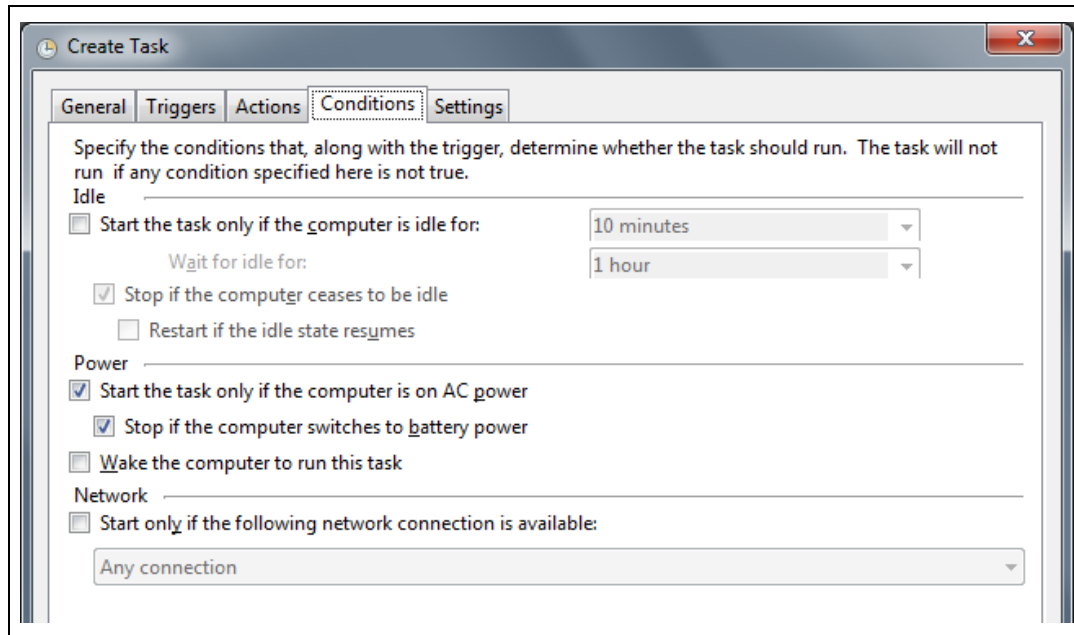 Create Task
General Triggers Actions Conditions Settings
Specify the conditions that, along with the trigger, determine whether the task should run. The task will not
run if any condition specified here is not true.
Idle
Start the task only if the computer is idle for: 10 minutes
Wait for idle for: 1 hour
Stop if the computer ceases to be idle
Restart if the idle state resumes
Power
Start the task only if the computer is on AC power
Stop if the computer switches to battery power
Wake the computer to run this task
Network
Start only if the following network connection is available:
Any connection